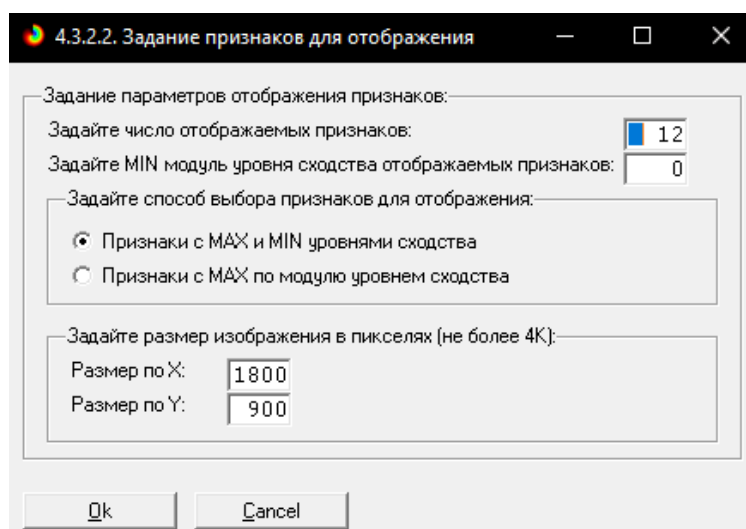 4.3.2.2. Задание признаков для отображения
Задание параметров отображения признаков:
Задайте число отображаемых признаков: 12
Задайте MIN модуль уровня сходства отображаемых признаков: 0
Задайте способ выбора признаков для отображения:
Признаки с MAX и MIN уровнями сходства
Признаки с MAX по модулю уровнем сходства
Задайте размер изображения в пикселях (не более 4K):
Размер по X: 1800
Размер по Y: 900
Ok Cancel